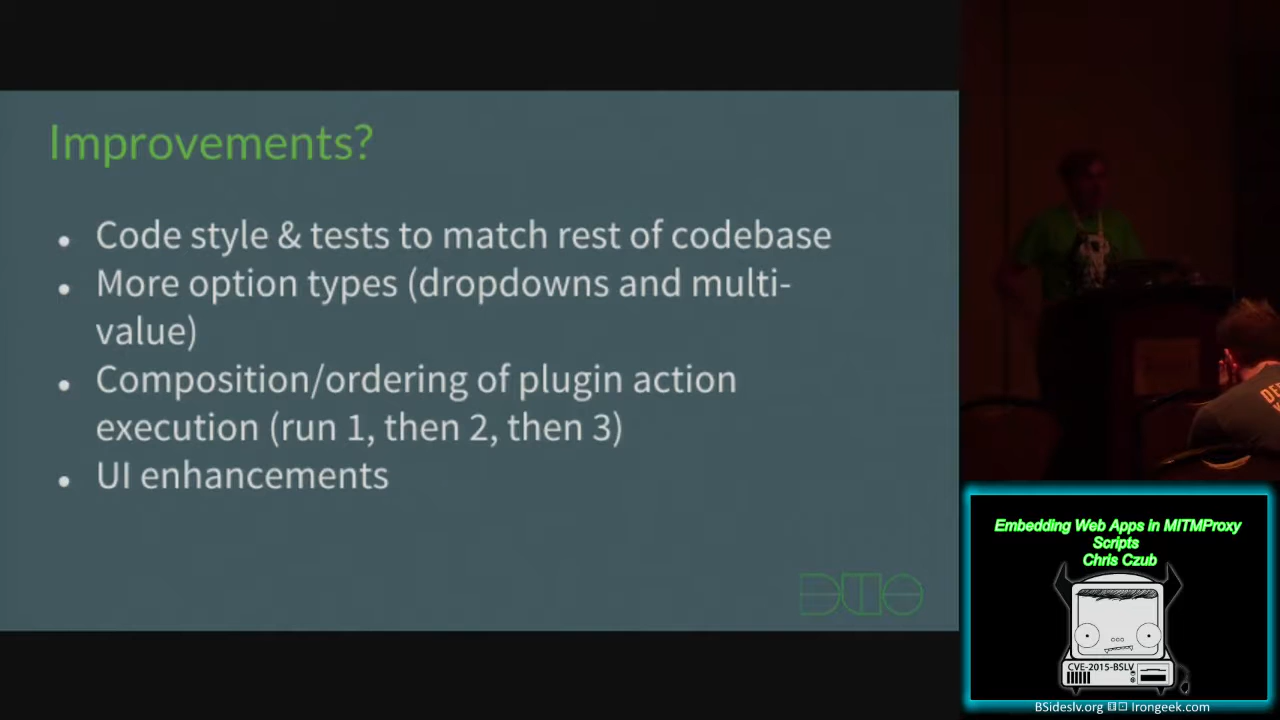 Improvements?
Code style & tests to match rest of codebase
More option types (dropdowns and multi-
value)
Composition/ordering of plugin action
execution (run 1, then 2, then 3)
UI enhancements
DUO
Embedding Web Apps in MITMProxy
Scripts
Chris Czub
CVE-2015-BSLV
BSideslv.org Irongeek.com